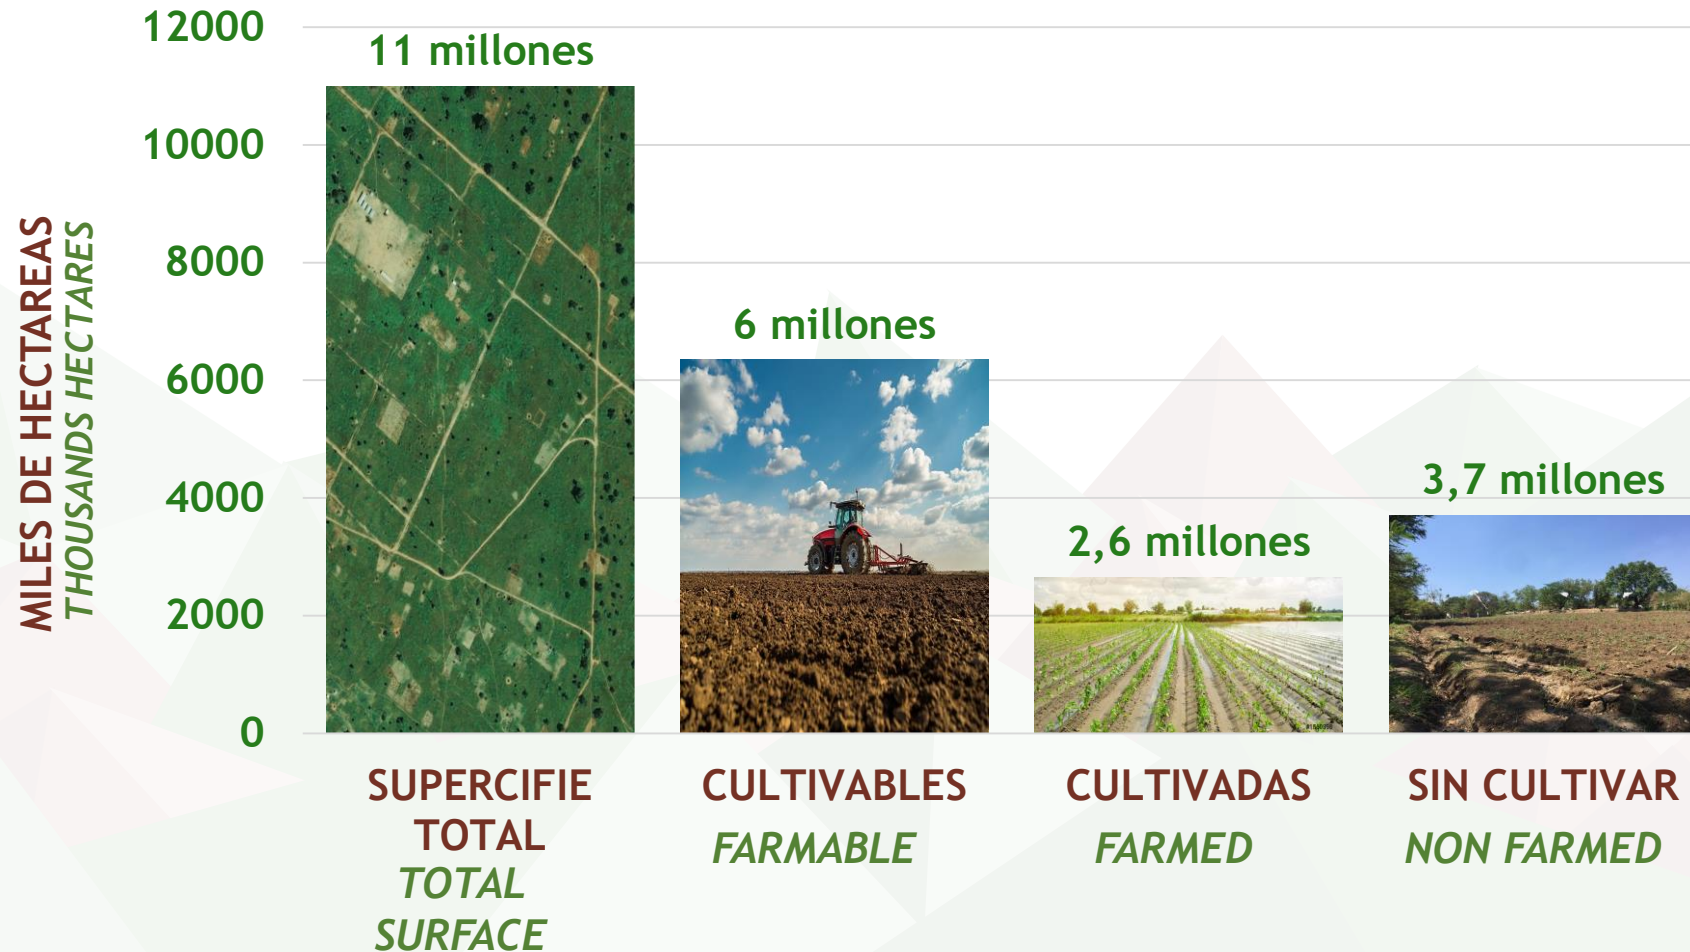 12000
10000
8000
6000
4000
2000
0
MILES DE HECTAREAS
THOUSANDS HECTARES
11 millones
6 millones
2,6 millones
3,7 millones
SUPERCIFIE
TOTAL
TOTAL
SURFACE
CULTIVABLES
FARMABLE
CULTIVADAS
FARMED
SIN CULTIVAR
NON FARMED